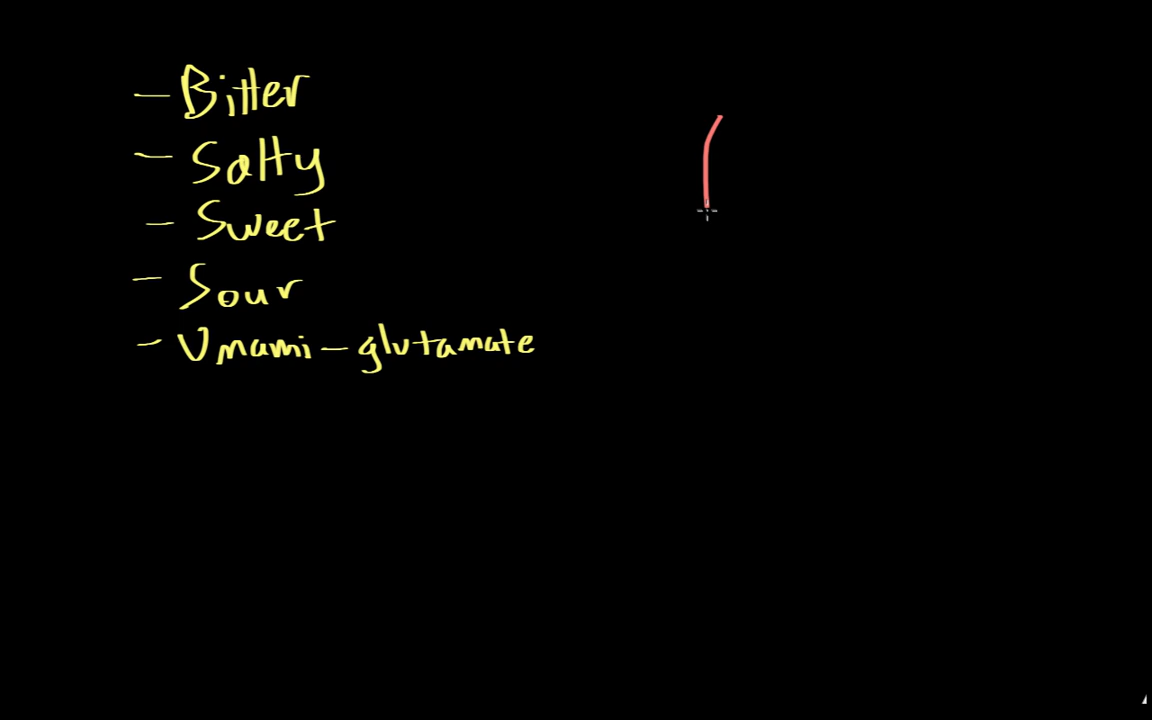 - Bitter
- Salty
- Sweet
- Sour
- Umami - glutamate